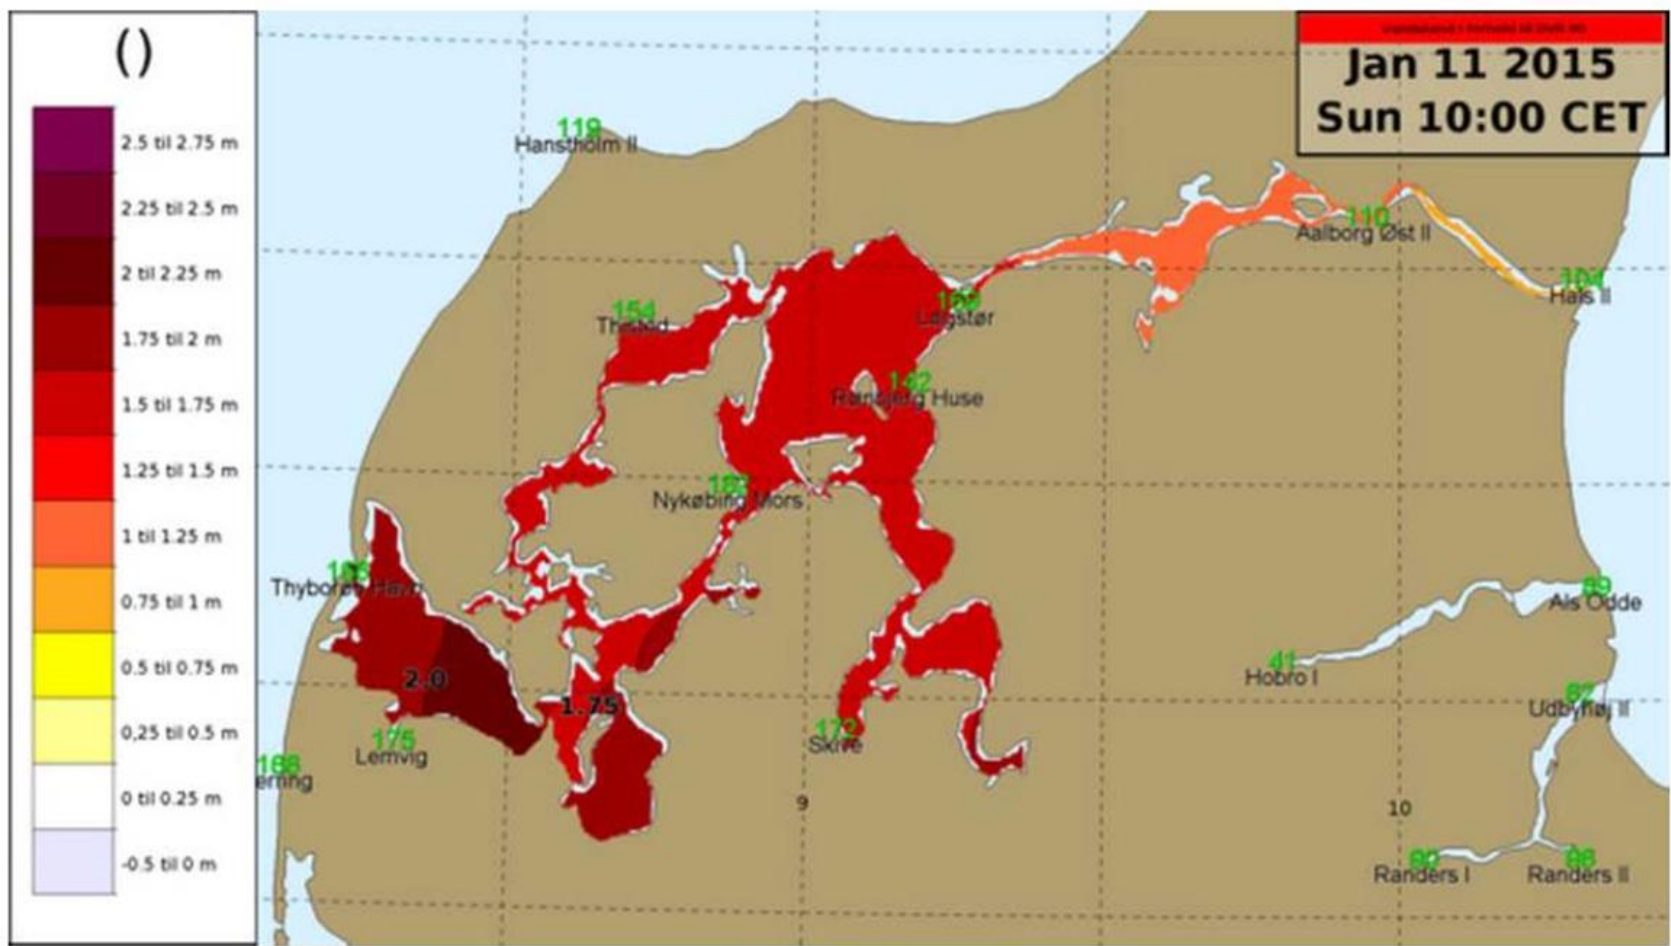 ()
2.5 til 2.75 m
2.25 til 2.5 m
2 til 2.25 m
1.75 til 2 m
1.5 til 1.75 m
1.25 til 1.5 m
1 til 1.25 m
0.75 til 1 m
0.5 til 0.75 m
0,25 til 0.5 m
0 til 0.25 m
-0.5 til 0 m
Jan 11 2015
Sun 10:00 CET
119
Hanstholm II
110
Aalborg Øst II
104
Hals II
154
Thisted
Løgstør
142
Rønbjerg Huse
Nykøbing Mors
Thyborøn Havn
89
Als Odde
2.0
1.75
41
Hobro I
Udbyhøj II
175
Lemvig
172
Skive
168
erring
9
10
Randers I
Randers II